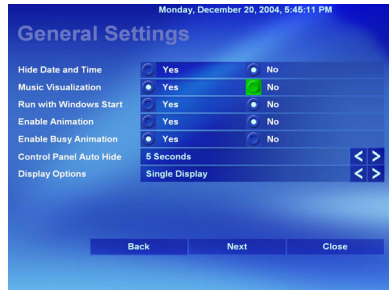 Monday, December 20, 2004, 5:45:11 PM
General Settings
Hide Date and Time Yes No
Music Visualization Yes No
Run with Windows Start Yes No
Enable Animation Yes No
Enable Busy Animation Yes No
Control Panel Auto Hide 5 Seconds < >
Display Options Single Display < >
Back Next Close